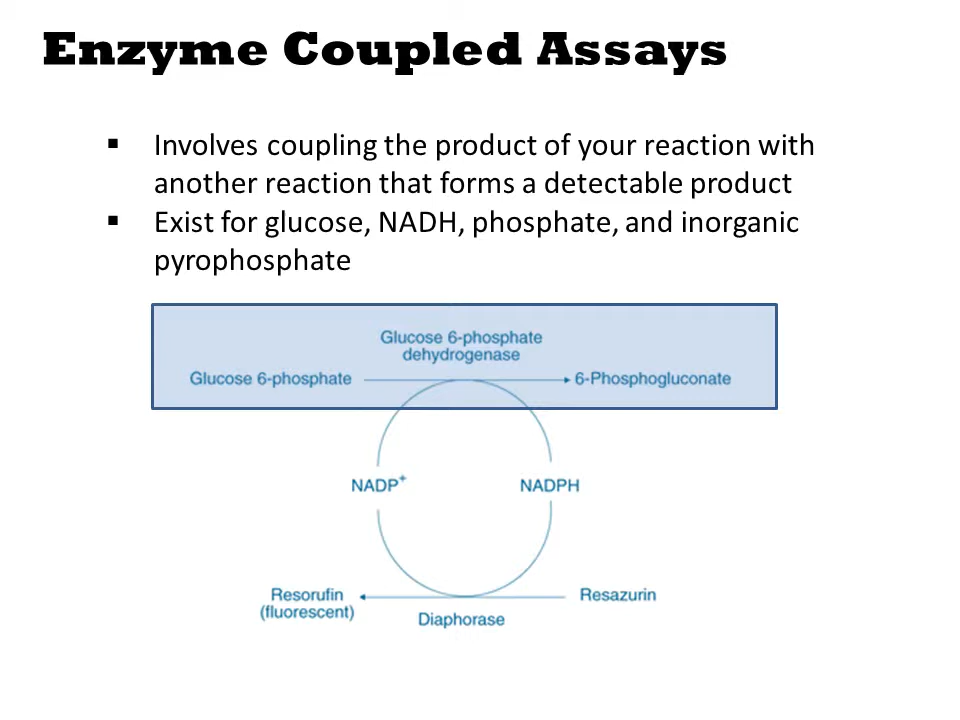 Enzyme Coupled Assays
▪ Involves coupling the product of your reaction with
another reaction that forms a detectable product
▪ Exist for glucose, NADH, phosphate, and inorganic
pyrophosphate
Glucose 6-phosphate
dehydrogenase
Glucose 6-phosphate
6-Phosphogluconate
NADP⁺
NADPH
Resorufin
(fluorescent)
Resazurin
Diaphorase